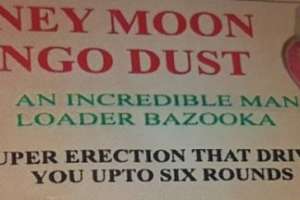 NEY MOON
NGO DUST
AN INCREDIBLE MAN
LOADER BAZOOKA
UPER ERECTION THAT DRIV
YOU UPTO SIX ROUNDS